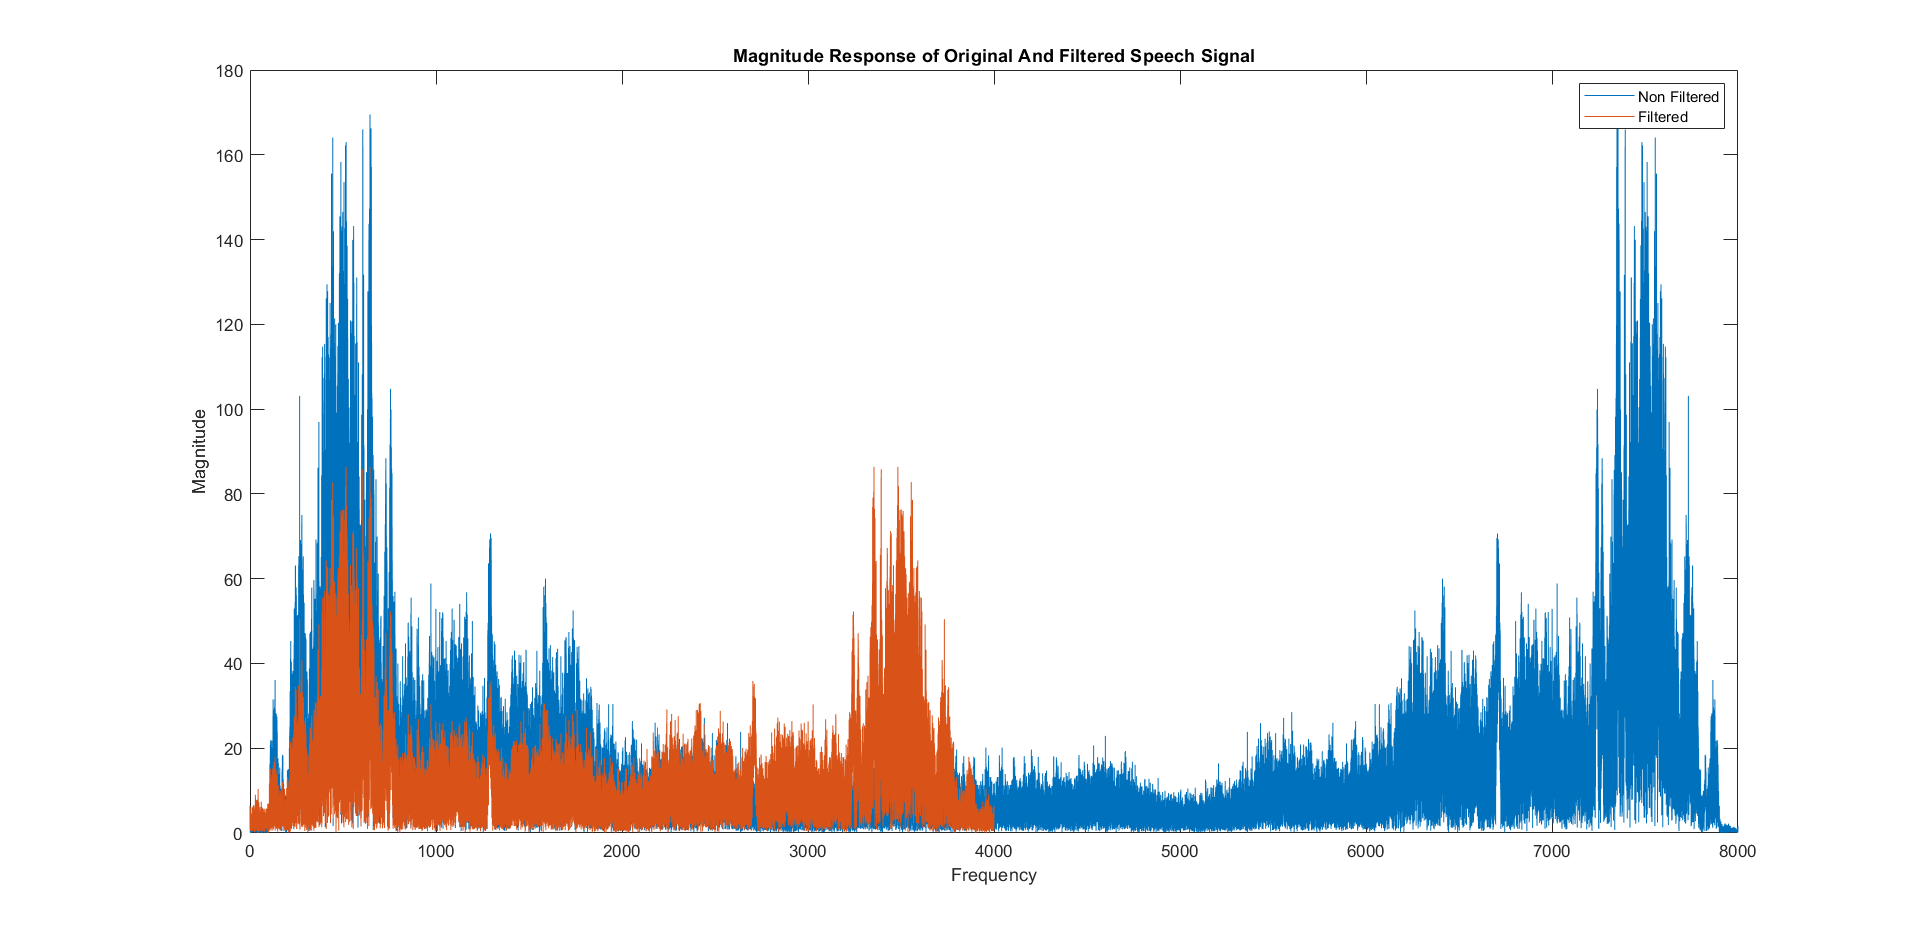 Magnitude Response of Original And Filtered Speech Signal
180
160
140
120
100
80
60
40
20
0
Magnitude
Non Filtered
Filtered
0 1000 2000 3000 4000 5000 6000 7000 8000
Frequency